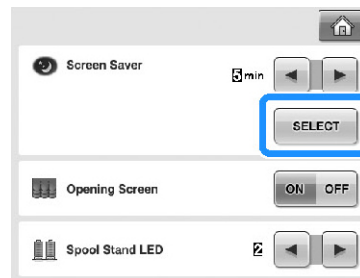 Screen Saver
5 min
SELECT
Opening Screen
ON OFF
Spool Stand LED
2